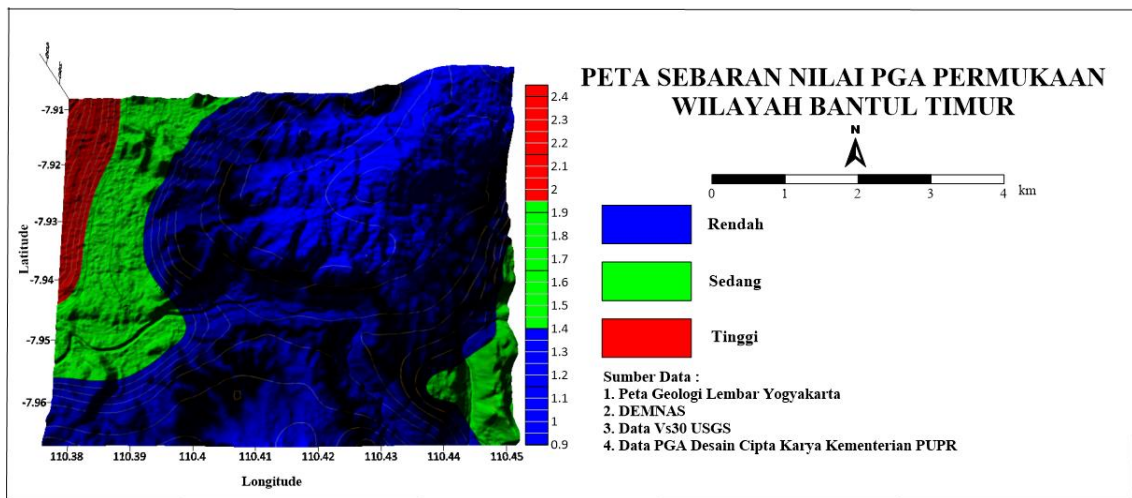 PETA SEBARAN NILAI PGA PERMUKAAN
WILAYAH BANTUL TIMUR
N
0 1 2 3 4 km
Rendah
Sedang
Tinggi
Sumber Data :
1. Peta Geologi Lembar Yogyakarta
2. DEMNAS
3. Data Vs30 USGS
4. Data PGA Desain Cipta Karya Kementerian PUPR
Latitude
-7.91
-7.92
-7.93
-7.94
-7.95
-7.96
110.38 110.39 110.4 110.41 110.42 110.43 110.44 110.45
Longitude
2.4
2.3
2.2
2.1
2
1.9
1.8
1.7
1.6
1.5
1.4
1.3
1.2
1.1
1
0.9